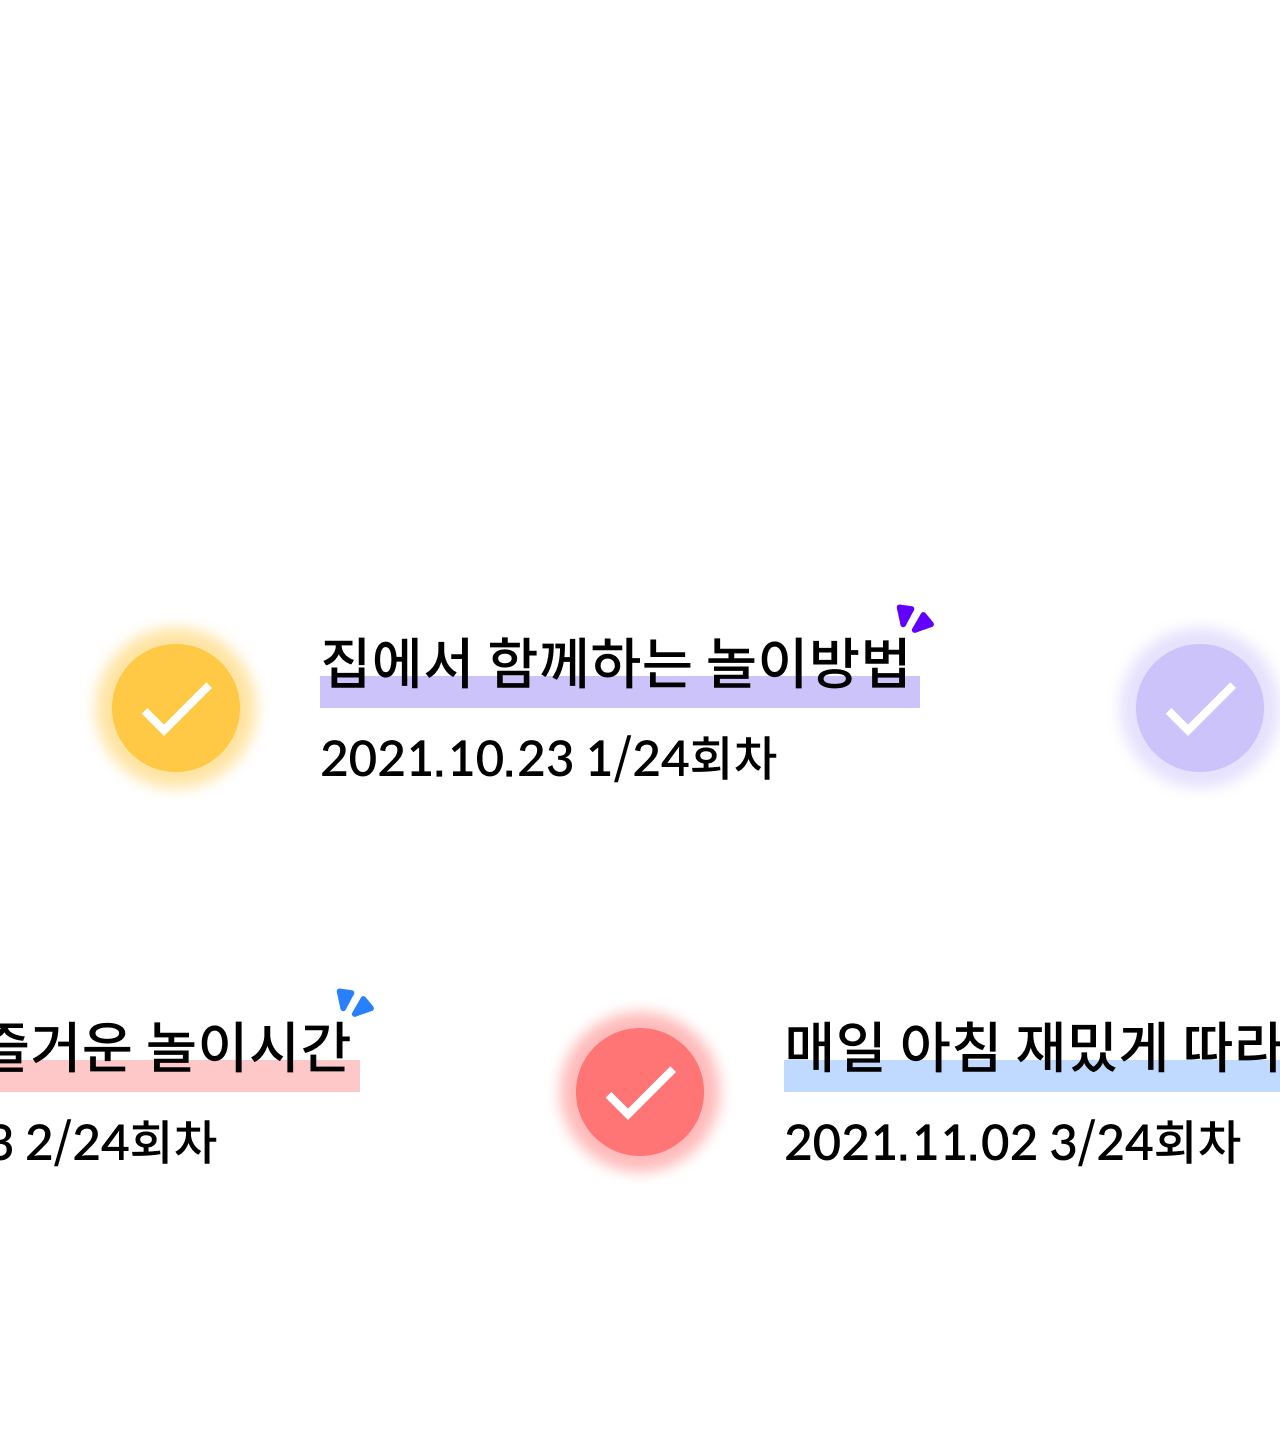 집에서 함께하는 놀이방법
2021.10.23 1/24회차
즐거운 놀이시간
3 2/24회차
매일 아침 재밌게 따라
2021.11.02 3/24회차